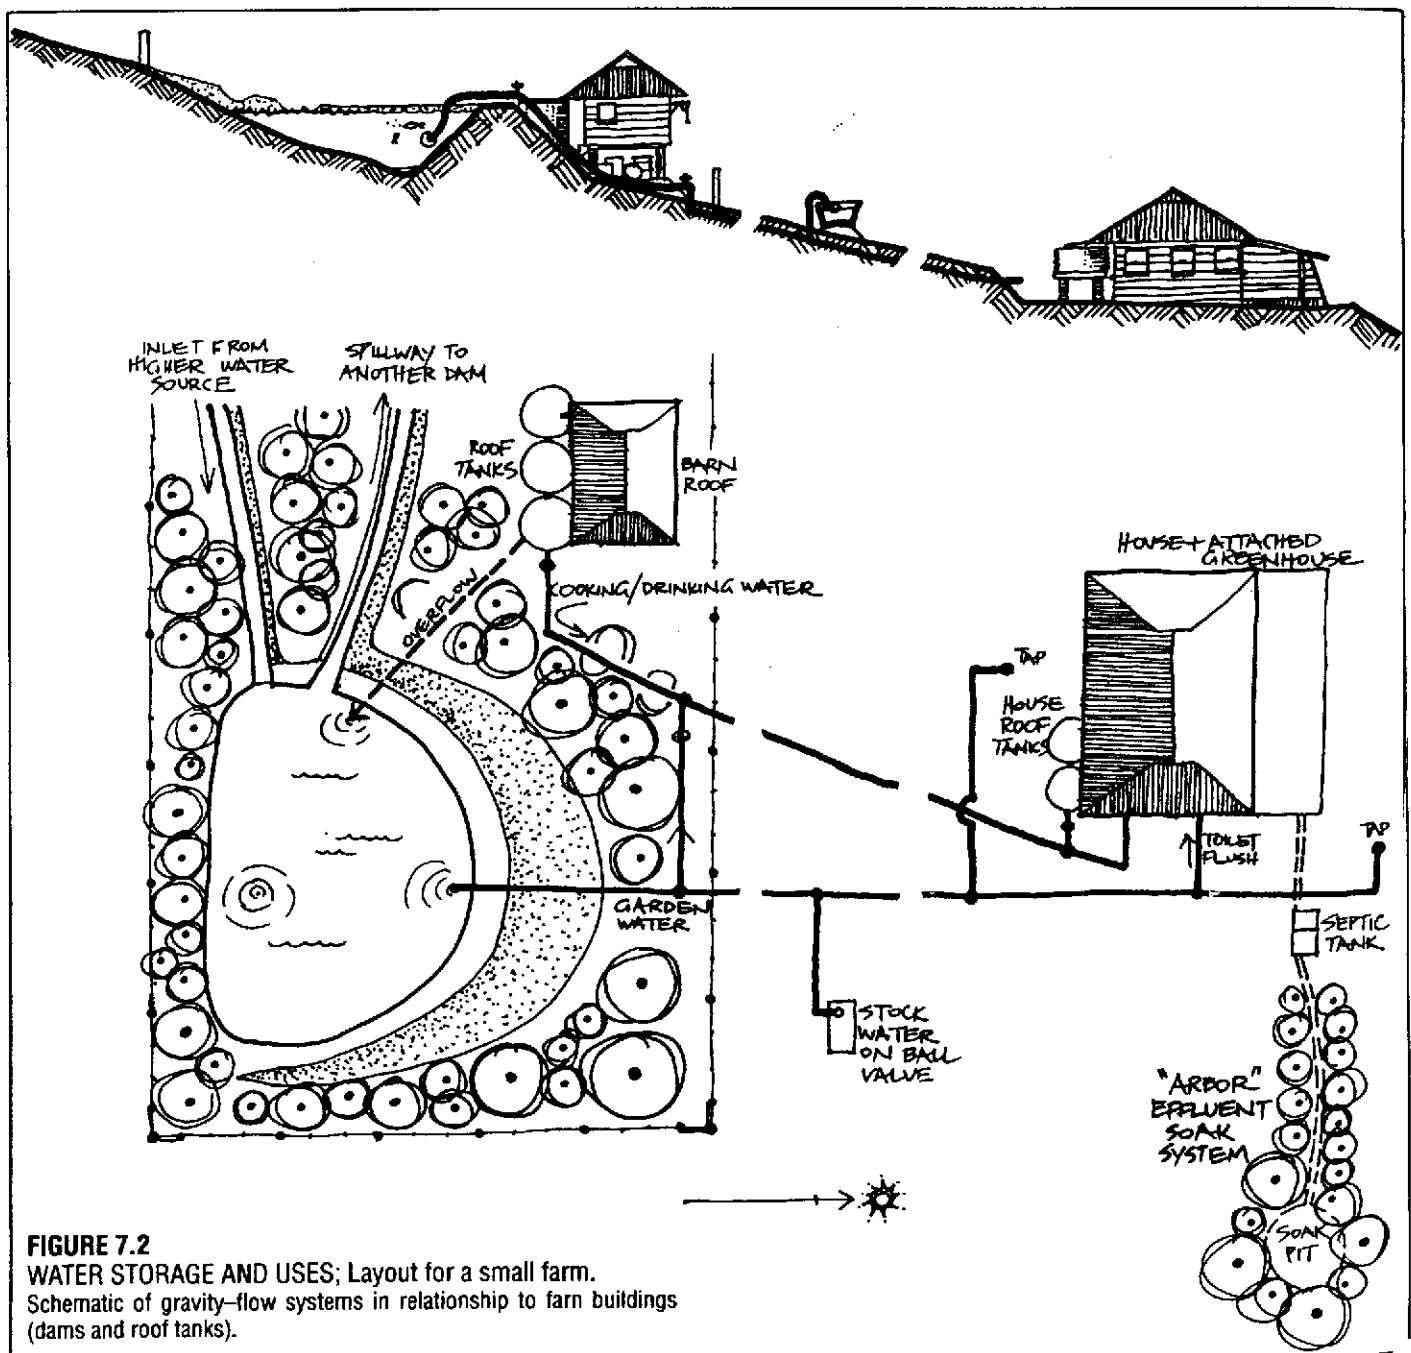 INLET FROM
HIGHER WATER
SOURCE
SPILLWAY TO
ANOTHER DAM
ROOF
TANKS
BARN
ROOF
HOUSE + ATTACHED
GREENHOUSE
OVERFLOW
COOKING/DRINKING WATER
TAP
HOUSE
ROOF
TANKS
TOILET
FLUSH
TAP
GARDEN
WATER
SEPTIC
TANK
STOCK
WATER
ON BALL
VALVE
"ARBOR"
EFFLUENT
SOAK
SYSTEM
SOAK
PIT
FIGURE 7.2
WATER STORAGE AND USES; Layout for a small farm.
Schematic of gravity–flow systems in relationship to farn buildings
(dams and roof tanks).